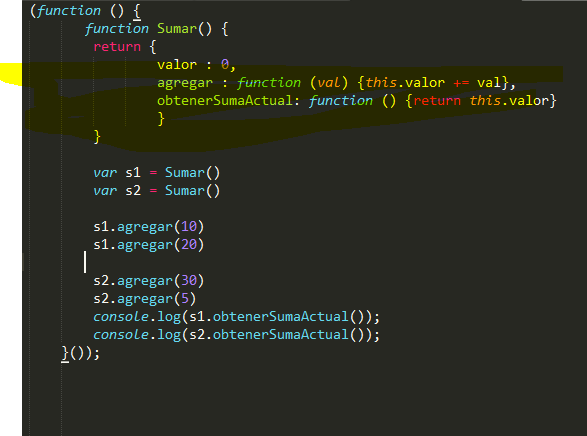 (function () {
function Sumar() {
return {
valor : 0,
agregar : function (val) {this.valor += val},
obtenerSumaActual: function () {return this.valor}
}
}
var s1 = Sumar()
var s2 = Sumar()
s1.agregar(10)
s1.agregar(20)
s2.agregar(30)
s2.agregar(5)
console.log(s1.obtenerSumaActual());
console.log(s2.obtenerSumaActual());
}());